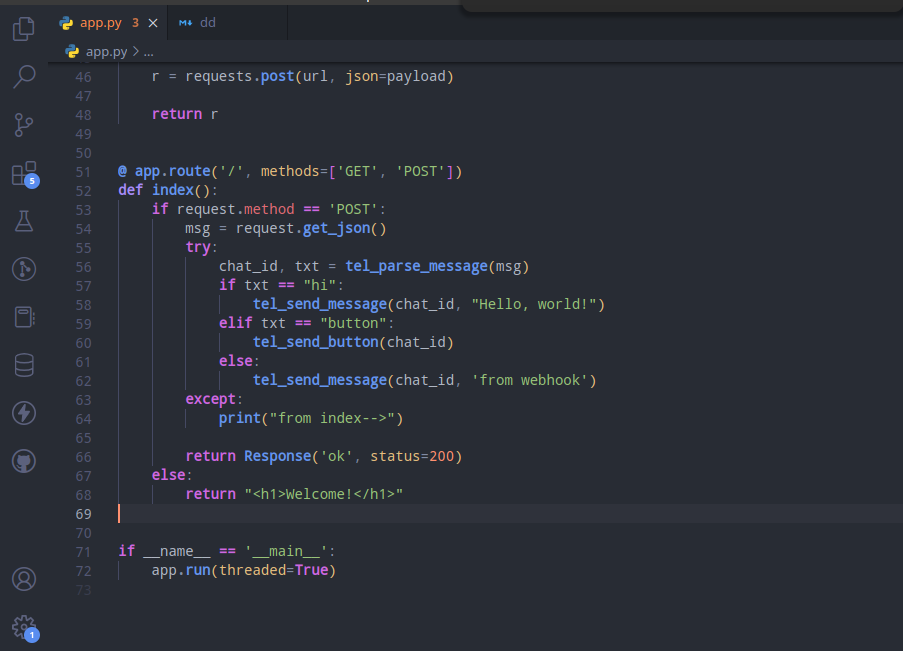 app.py 3 × dd
app.py > ...
46 r = requests.post(url, json=payload)
47
48 return r
49
50
51 @ app.route('/', methods=['GET', 'POST'])
52 def index():
53 if request.method == 'POST':
54 msg = request.get_json()
55 try:
56 chat_id, txt = tel_parse_message(msg)
57 if txt == "hi":
58 tel_send_message(chat_id, "Hello, world!")
59 elif txt == "button":
60 tel_send_button(chat_id)
61 else:
62 tel_send_message(chat_id, 'from webhook')
63 except:
64 print("from index-->")
65
66 return Response('ok', status=200)
67 else:
68 return "<h1>Welcome!</h1>"
69
70
71 if __name__ == '__main__':
72 app.run(threaded=True)
73
5
1